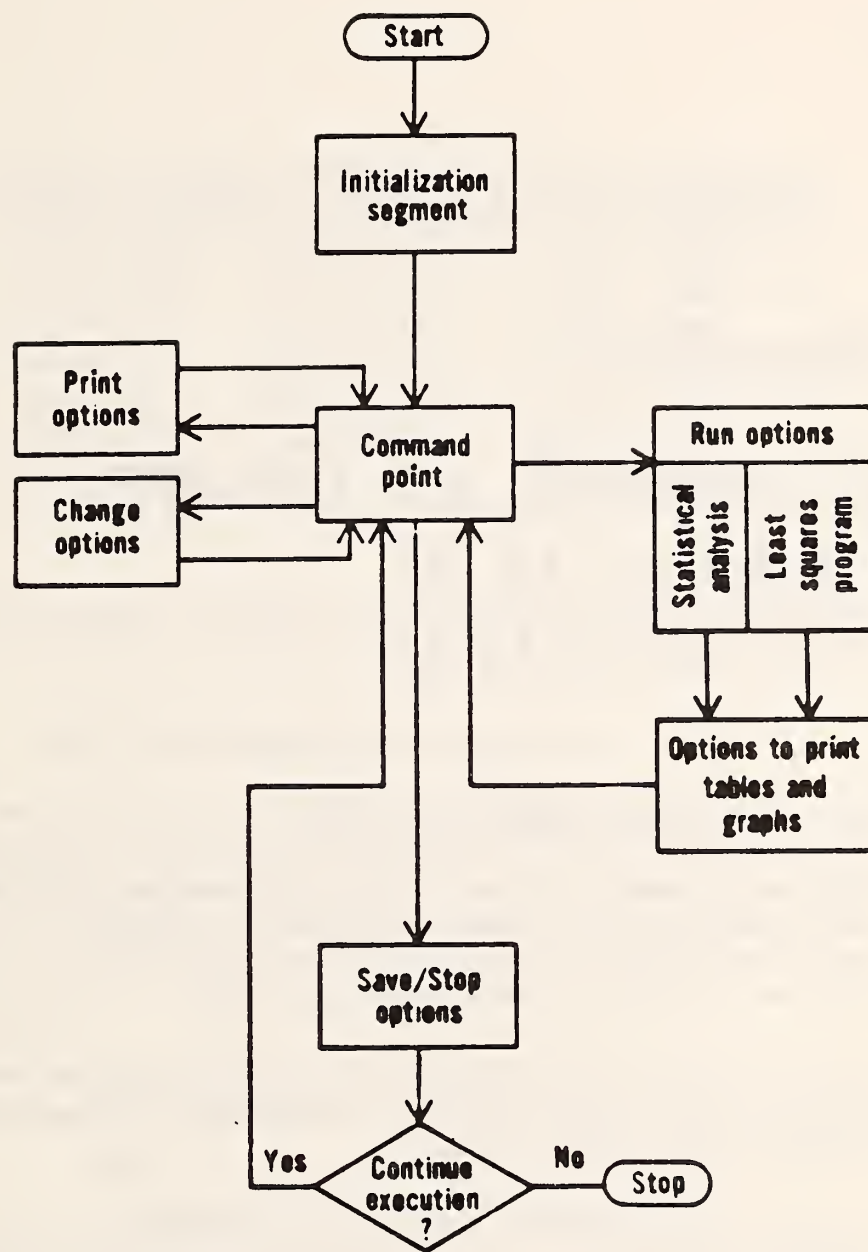 Start
Initialization
segment
Print
options
Command
point
Run options
Change
options
Statistical
analysis
Least
squares
program
Options to print
tables and
graphs
Save/Stop
options
Yes
Continue
execution
?
No
Stop